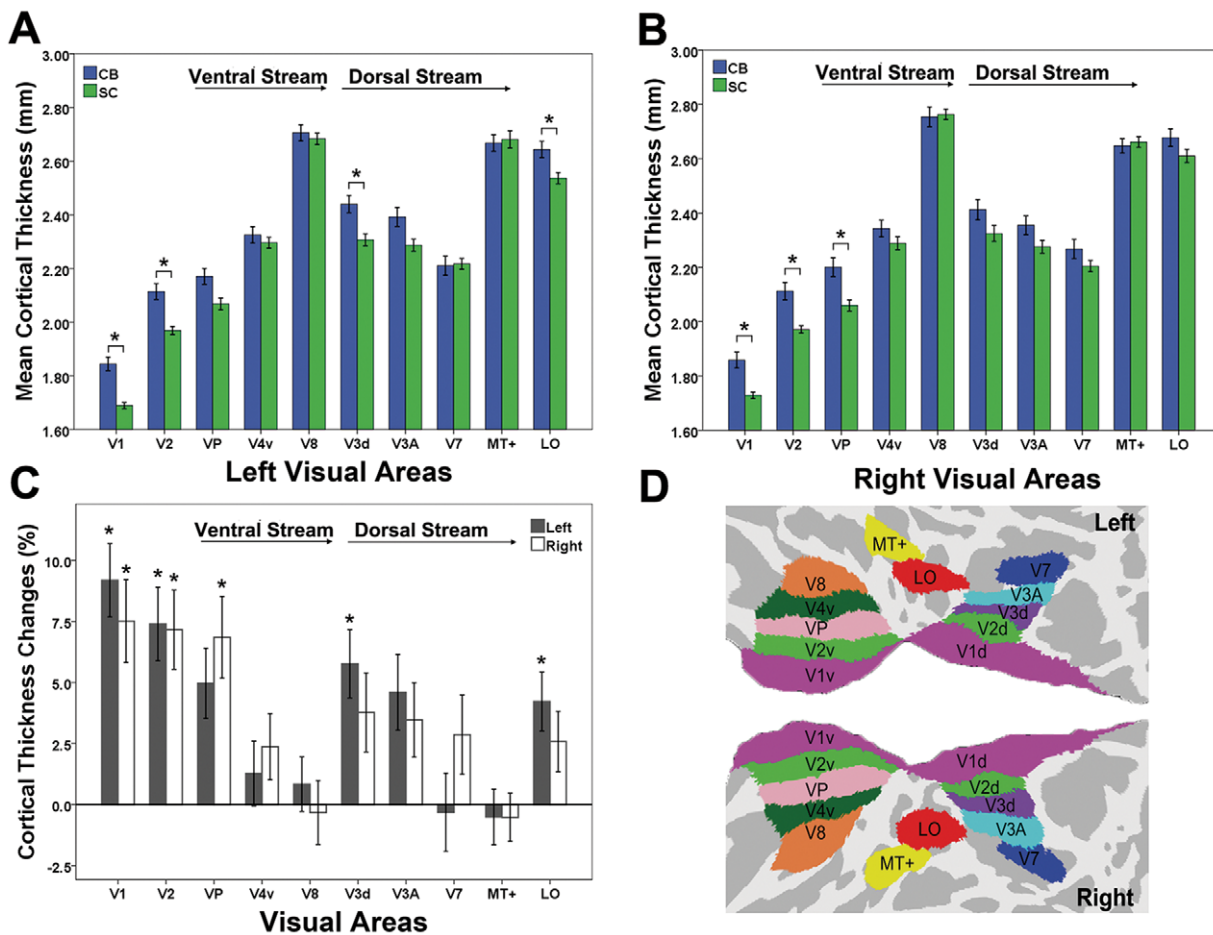 A
Mean Cortical Thickness (mm)
3.00
2.80
2.60
2.40
2.20
2.00
1.80
1.60
CB
SC
Ventral Stream
Dorsal Stream
*
*
*
*
V1 V2 VP V4v V8 V3d V3A V7 MT+ LO
Left Visual Areas
B
Mean Cortical Thickness (mm)
3.00
2.80
2.60
2.40
2.20
2.00
1.80
1.60
CB
SC
Ventral Stream
Dorsal Stream
*
*
*
V1 V2 VP V4v V8 V3d V3A V7 MT+ LO
Right Visual Areas
C
Cortical Thickness Changes (%)
10.0
7.5
5.0
2.5
0.0
-2.5
Ventral Stream
Dorsal Stream
Left
Right
* * * * * * *
V1 V2 VP V4v V8 V3d V3A V7 MT+ LO
Visual Areas
D
Left
MT+
LO
V7
V8
V3A
V4v
V3d
VP
V2d
V2v
V1d
V1v
V1v
V1d
V2v
V2d
VP
V3d
V4v
V3A
V8
LO
MT+
V7
Right